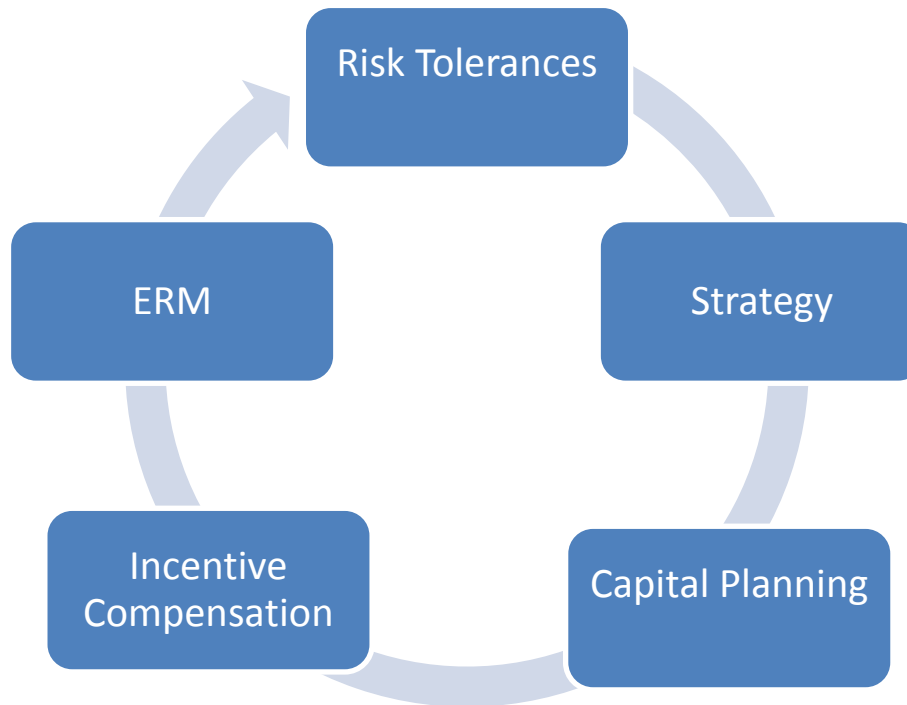 Risk Tolerances
Strategy
Capital Planning
Incentive
Compensation
ERM